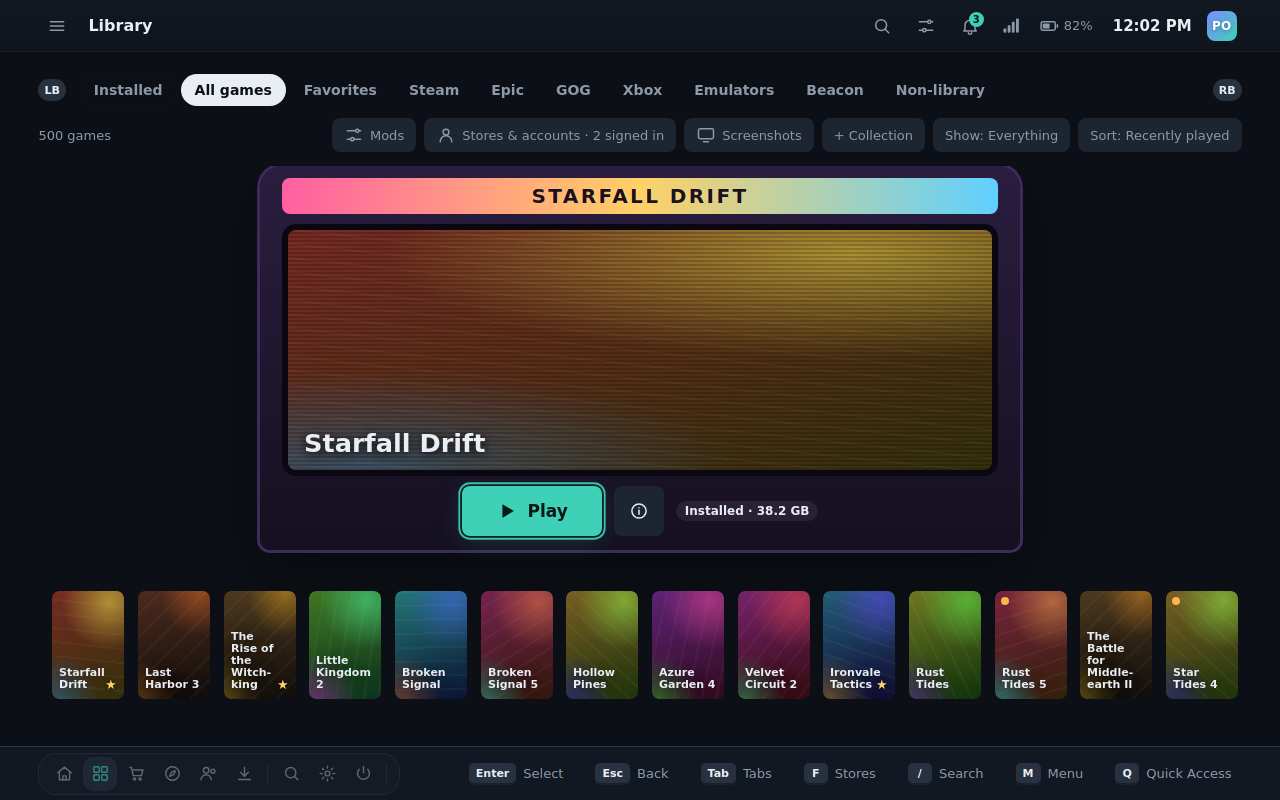 Library
3
82%
12:02 PM
PO
LB
Installed
All games
Favorites
Steam
Epic
GOG
Xbox
Emulators
Beacon
Non-library
RB
500 games
Mods
Stores & accounts · 2 signed in
Screenshots
+ Collection
Show: Everything
Sort: Recently played
STARFALL DRIFT
Starfall Drift
Play
Installed · 38.2 GB
Starfall
Drift ★
Last
Harbor 3
The
Rise of
the
Witch-
king ★
Little
Kingdom
2
Broken
Signal
Broken
Signal 5
Hollow
Pines
Azure
Garden 4
Velvet
Circuit 2
Ironvale
Tactics ★
Rust
Tides
Rust
Tides 5
The
Battle
for
Middle-
earth II
Star
Tides 4
Enter Select
Esc Back
Tab Tabs
F Stores
/ Search
M Menu
Q Quick Access